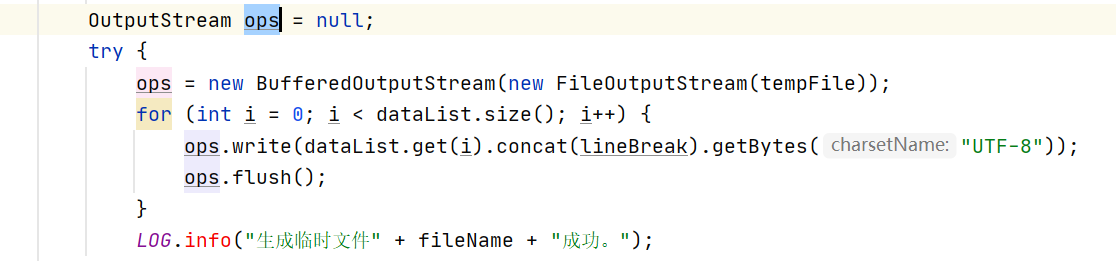 OutputStream ops = null;
try {
ops = new BufferedOutputStream(new FileOutputStream(tempFile));
for (int i = 0; i < dataList.size(); i++) {
ops.write(dataList.get(i).concat(lineBreak).getBytes( charsetName: "UTF-8"));
ops.flush();
}
LOG.info("生成临时文件" + fileName + "成功。");